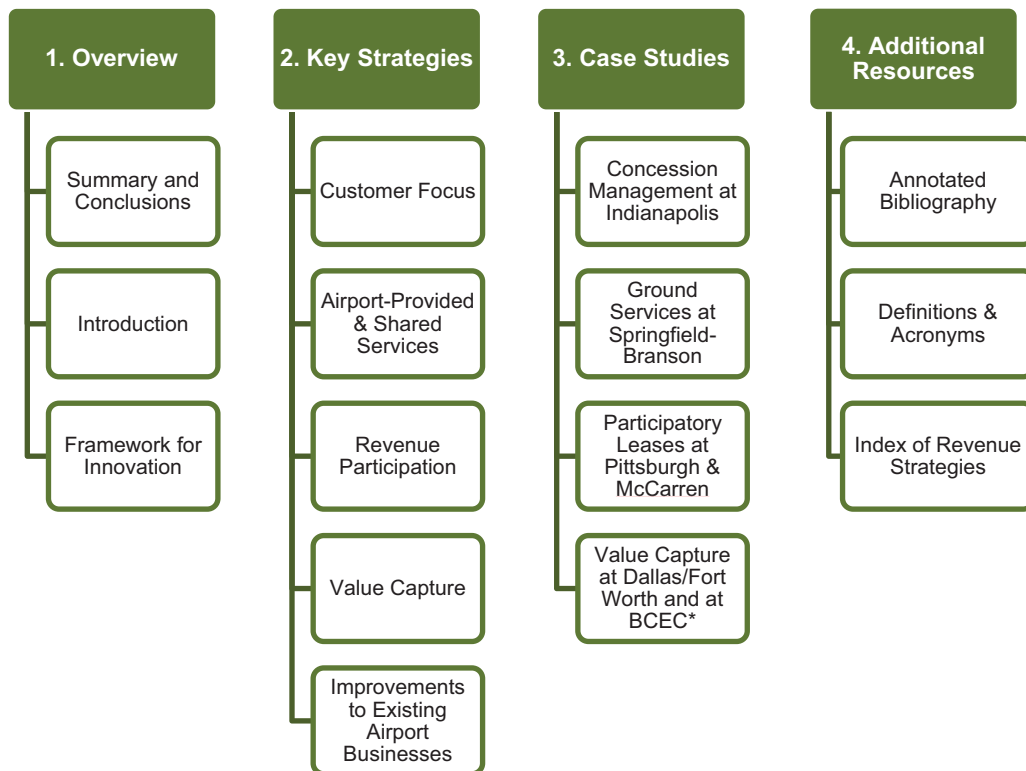 1. Overview
Summary and
Conclusions
Introduction
Framework for
Innovation
2. Key Strategies
Customer Focus
Airport-Provided
& Shared
Services
Revenue
Participation
Value Capture
Improvements
to Existing
Airport
Businesses
3. Case Studies
Concession
Management at
Indianapolis
Ground
Services at
Springfield-
Branson
Participatory
Leases at
Pittsburgh &
McCarren
Value Capture
at Dallas/Fort
Worth and at
BCEC*
4. Additional
Resources
Annotated
Bibliography
Definitions &
Acronyms
Index of Revenue
Strategies